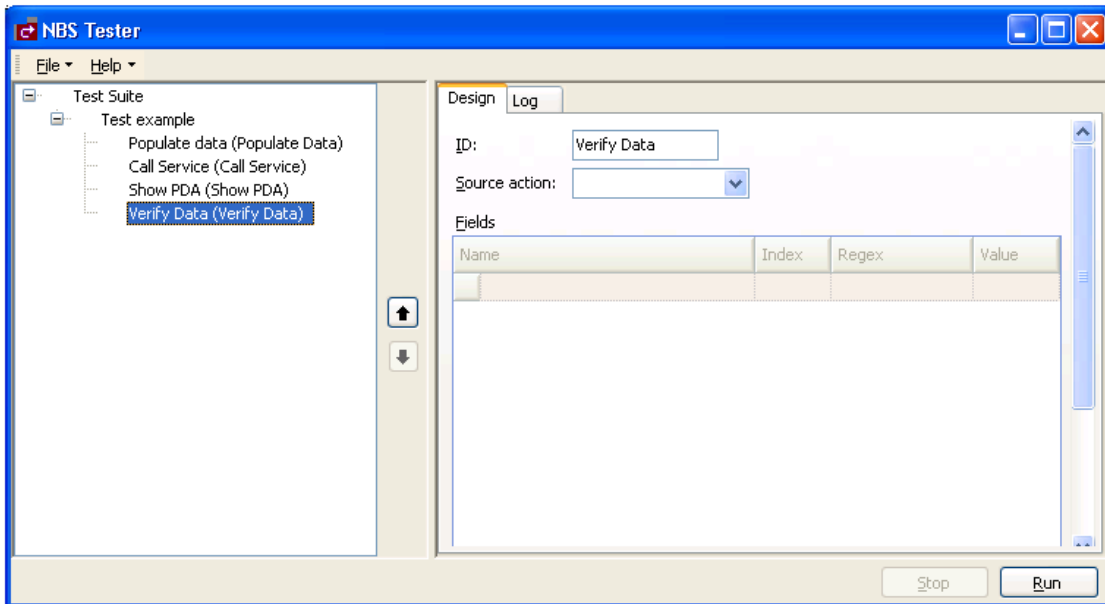 NBS Tester
File Help
Test Suite
Test example
Populate data (Populate Data)
Call Service (Call Service)
Show PDA (Show PDA)
Verify Data (Verify Data)
Design Log
ID: Verify Data
Source action:
Fields
Name Index Regex Value
Stop Run